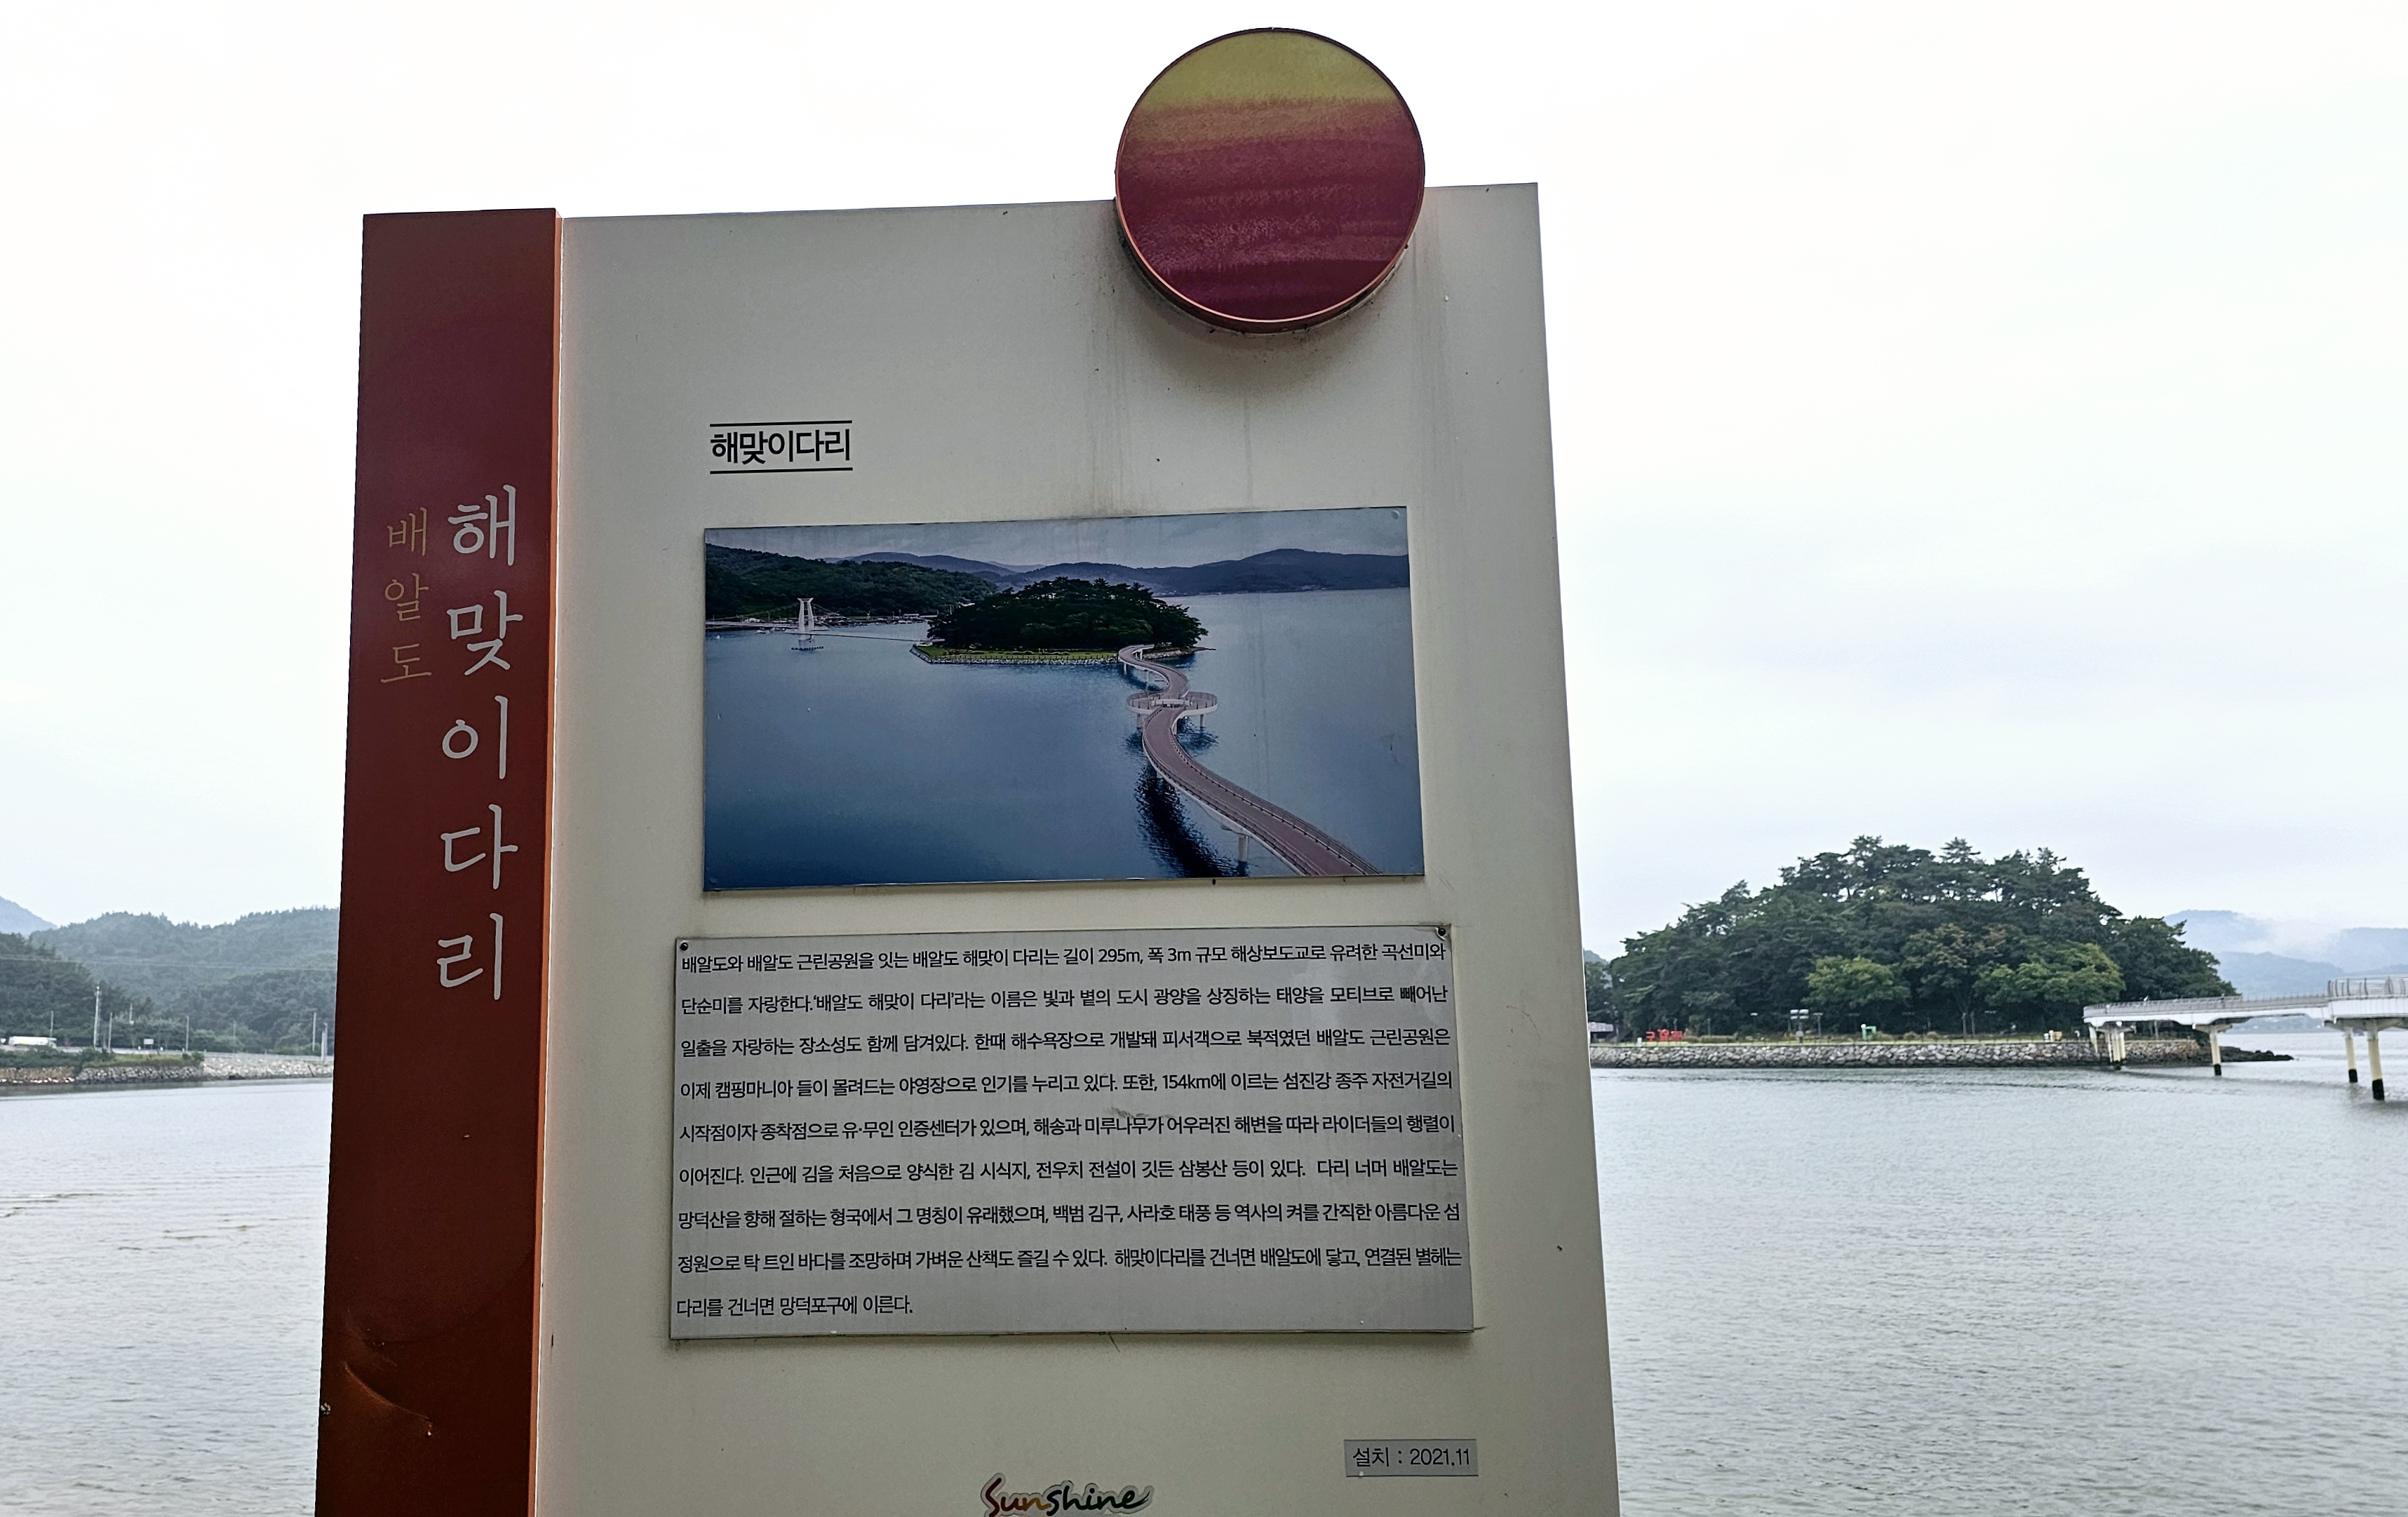 배알도
해맞이다리
해맞이다리
배알도와 배알도 근린공원을 잇는 배알도 해맞이 다리는 길이 295m, 폭 3m 규모 해상보도교로 유려한 곡선미와
단순미를 자랑한다.'배알도 해맞이 다리'라는 이름은 빛과 볕의 도시 광양을 상징하는 태양을 모티브로 빼어난
일출을 자랑하는 장소성도 함께 담겨있다. 한때 해수욕장으로 개발돼 피서객으로 북적였던 배알도 근린공원은
이제 캠핑마니아 들이 몰려드는 야영장으로 인기를 누리고 있다. 또한, 154km에 이르는 섬진강 종주 자전거길의
시작점이자 종착점으로 유·무인 인증센터가 있으며, 해송과 미루나무가 어우러진 해변을 따라 라이더들의 행렬이
이어진다. 인근에 김을 처음으로 양식한 김 시식지, 전우치 전설이 깃든 삼봉산 등이 있다. 다리 너머 배알도는
망덕산을 향해 절하는 형국에서 그 명칭이 유래했으며, 백범 김구, 사라호 태풍 등 역사의 켜를 간직한 아름다운 섬
정원으로 탁 트인 바다를 조망하며 가벼운 산책도 즐길 수 있다. 해맞이다리를 건너면 배알도에 닿고, 연결된 별헤는
다리를 건너면 망덕포구에 이른다.
설치 : 2021.11
Sunshine